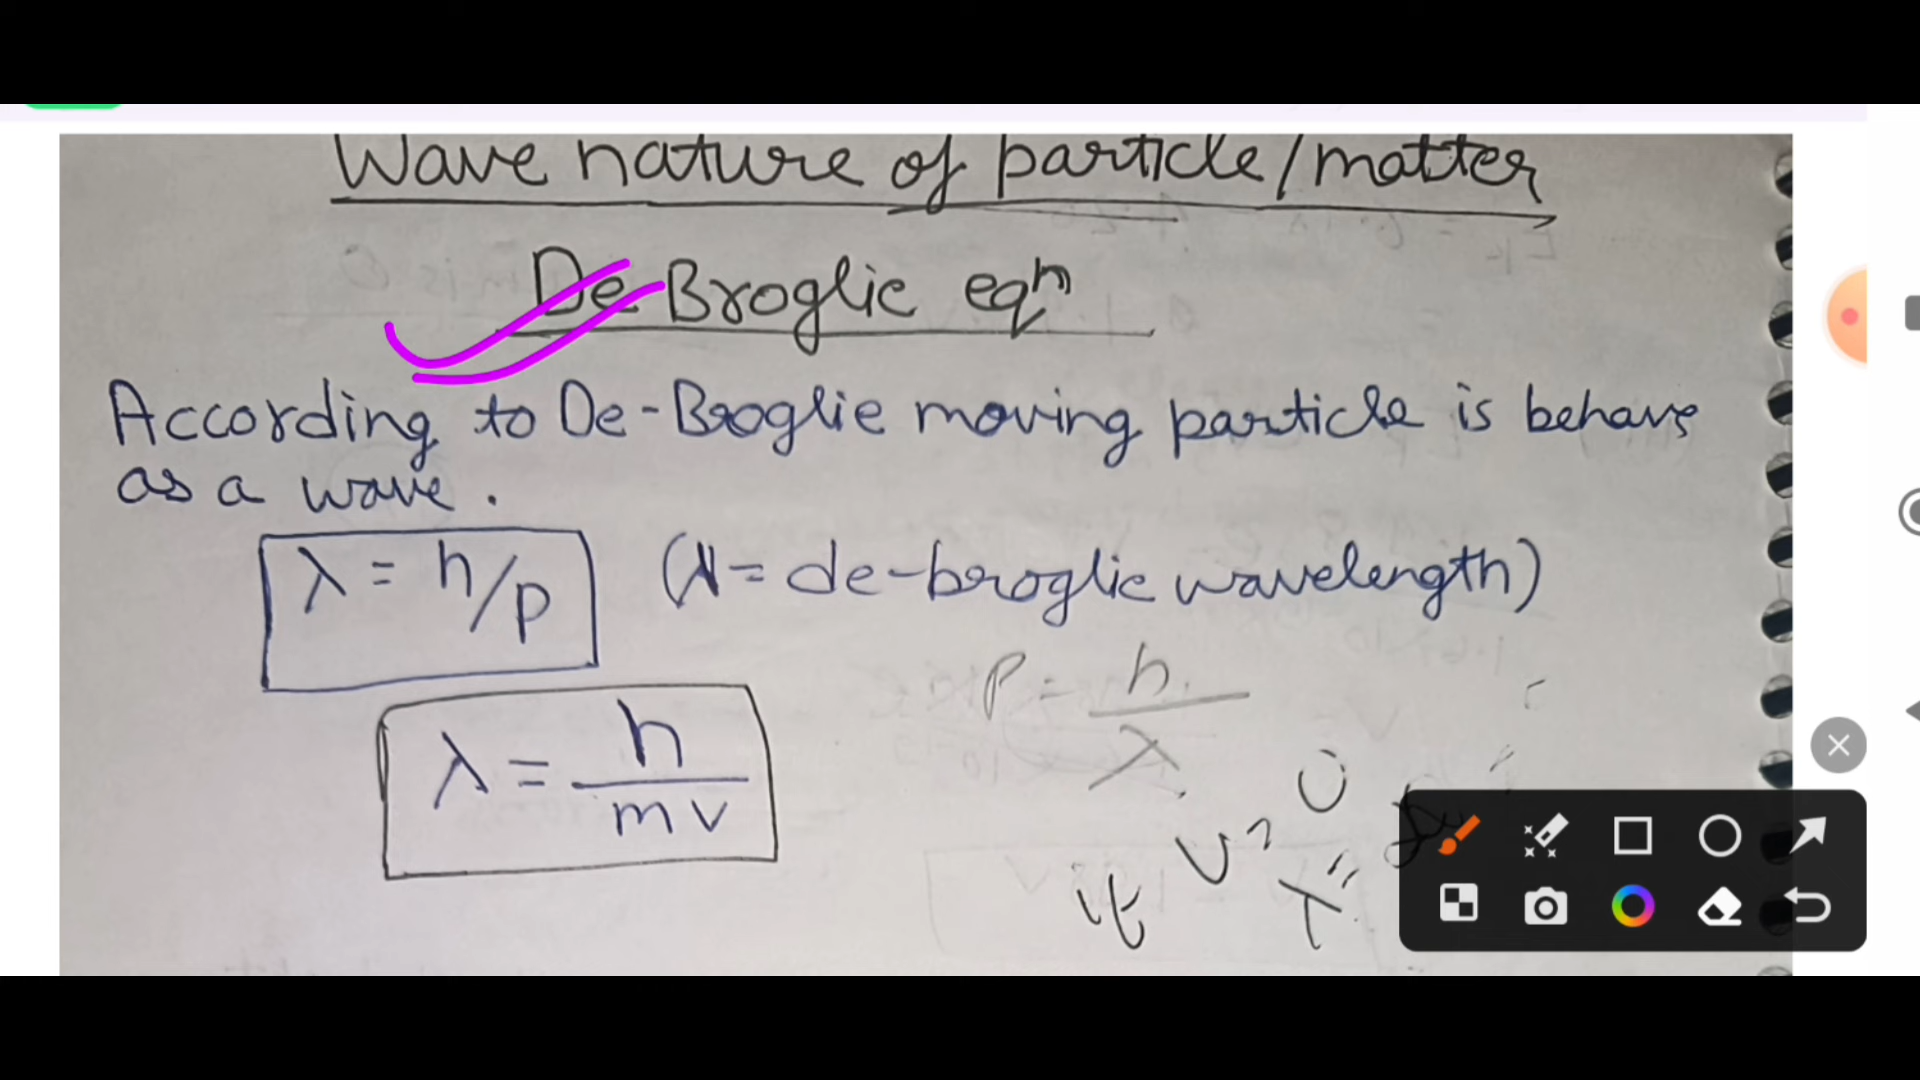 Wave nature of particle/matter
De Broglie eqn
According to De-Broglie moving particle is behave
as a wave.
λ = h/p (λ = de-broglie wavelength)
p = h/λ
λ = h/mv
v
if